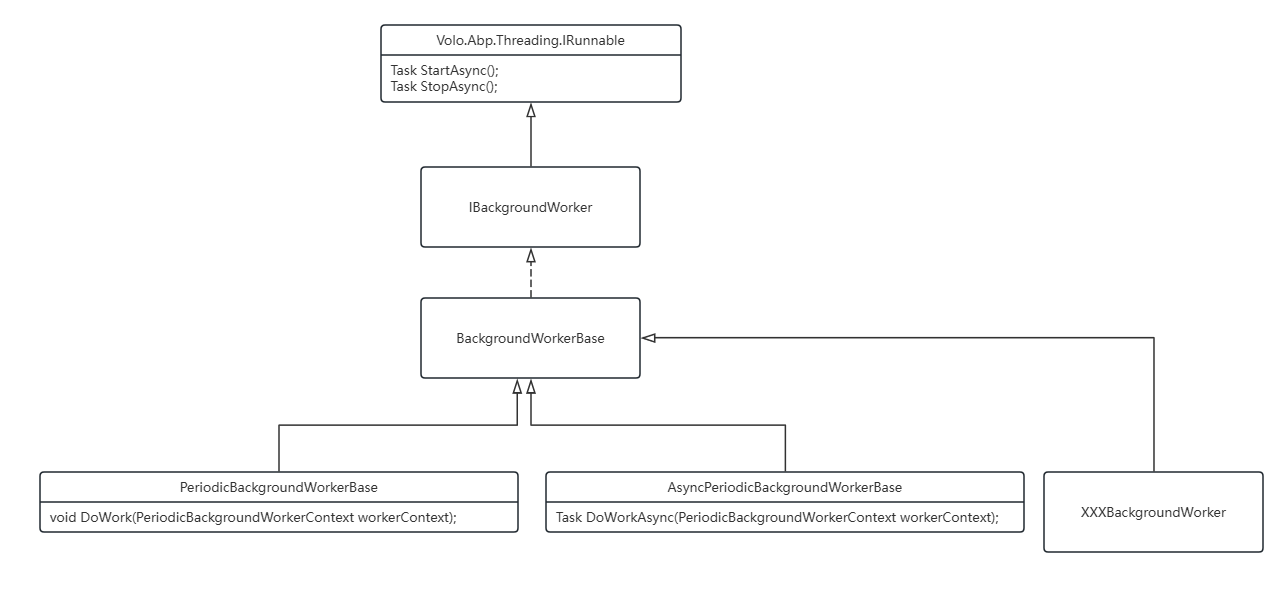 Volo.Abp.Threading.IRunnable
Task StartAsync();
Task StopAsync();
IBackgroundWorker
BackgroundWorkerBase
PeriodicBackgroundWorkerBase
void DoWork(PeriodicBackgroundWorkerContext workerContext);
AsyncPeriodicBackgroundWorkerBase
Task DoWorkAsync(PeriodicBackgroundWorkerContext workerContext);
XXXBackgroundWorker